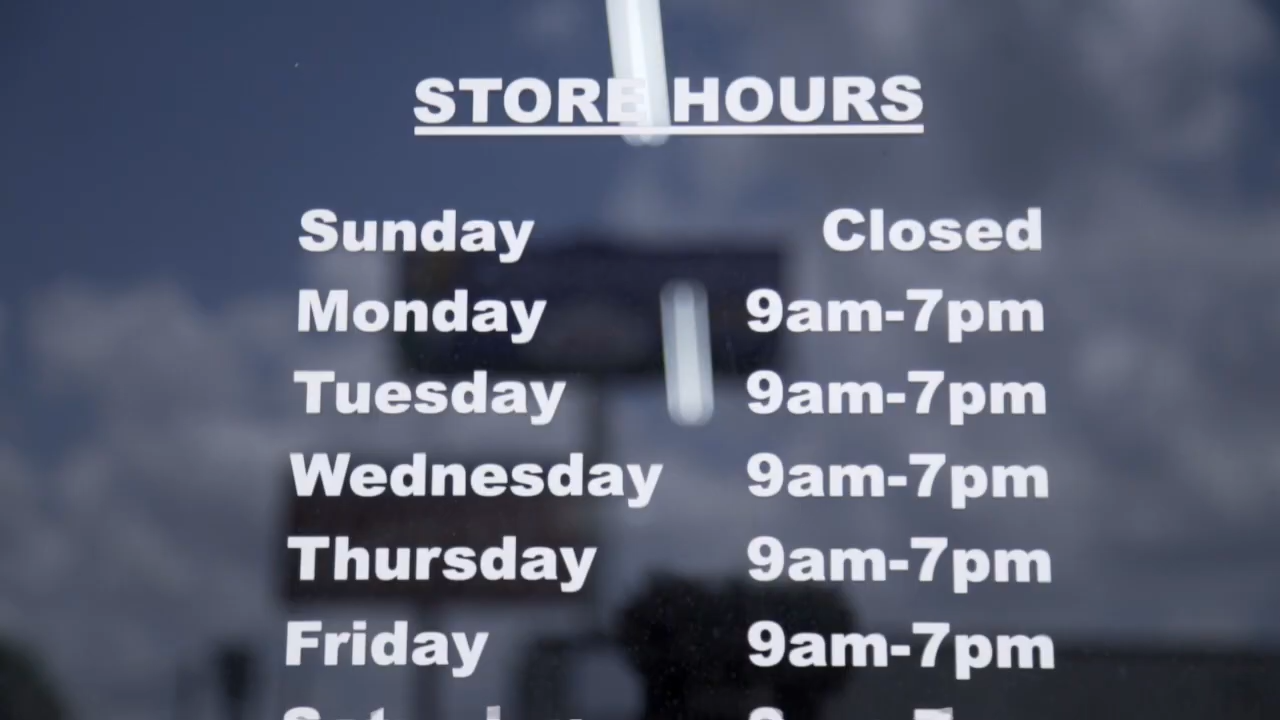 STORE HOURS
Sunday Closed
Monday 9am-7pm
Tuesday 9am-7pm
Wednesday 9am-7pm
Thursday 9am-7pm
Friday 9am-7pm